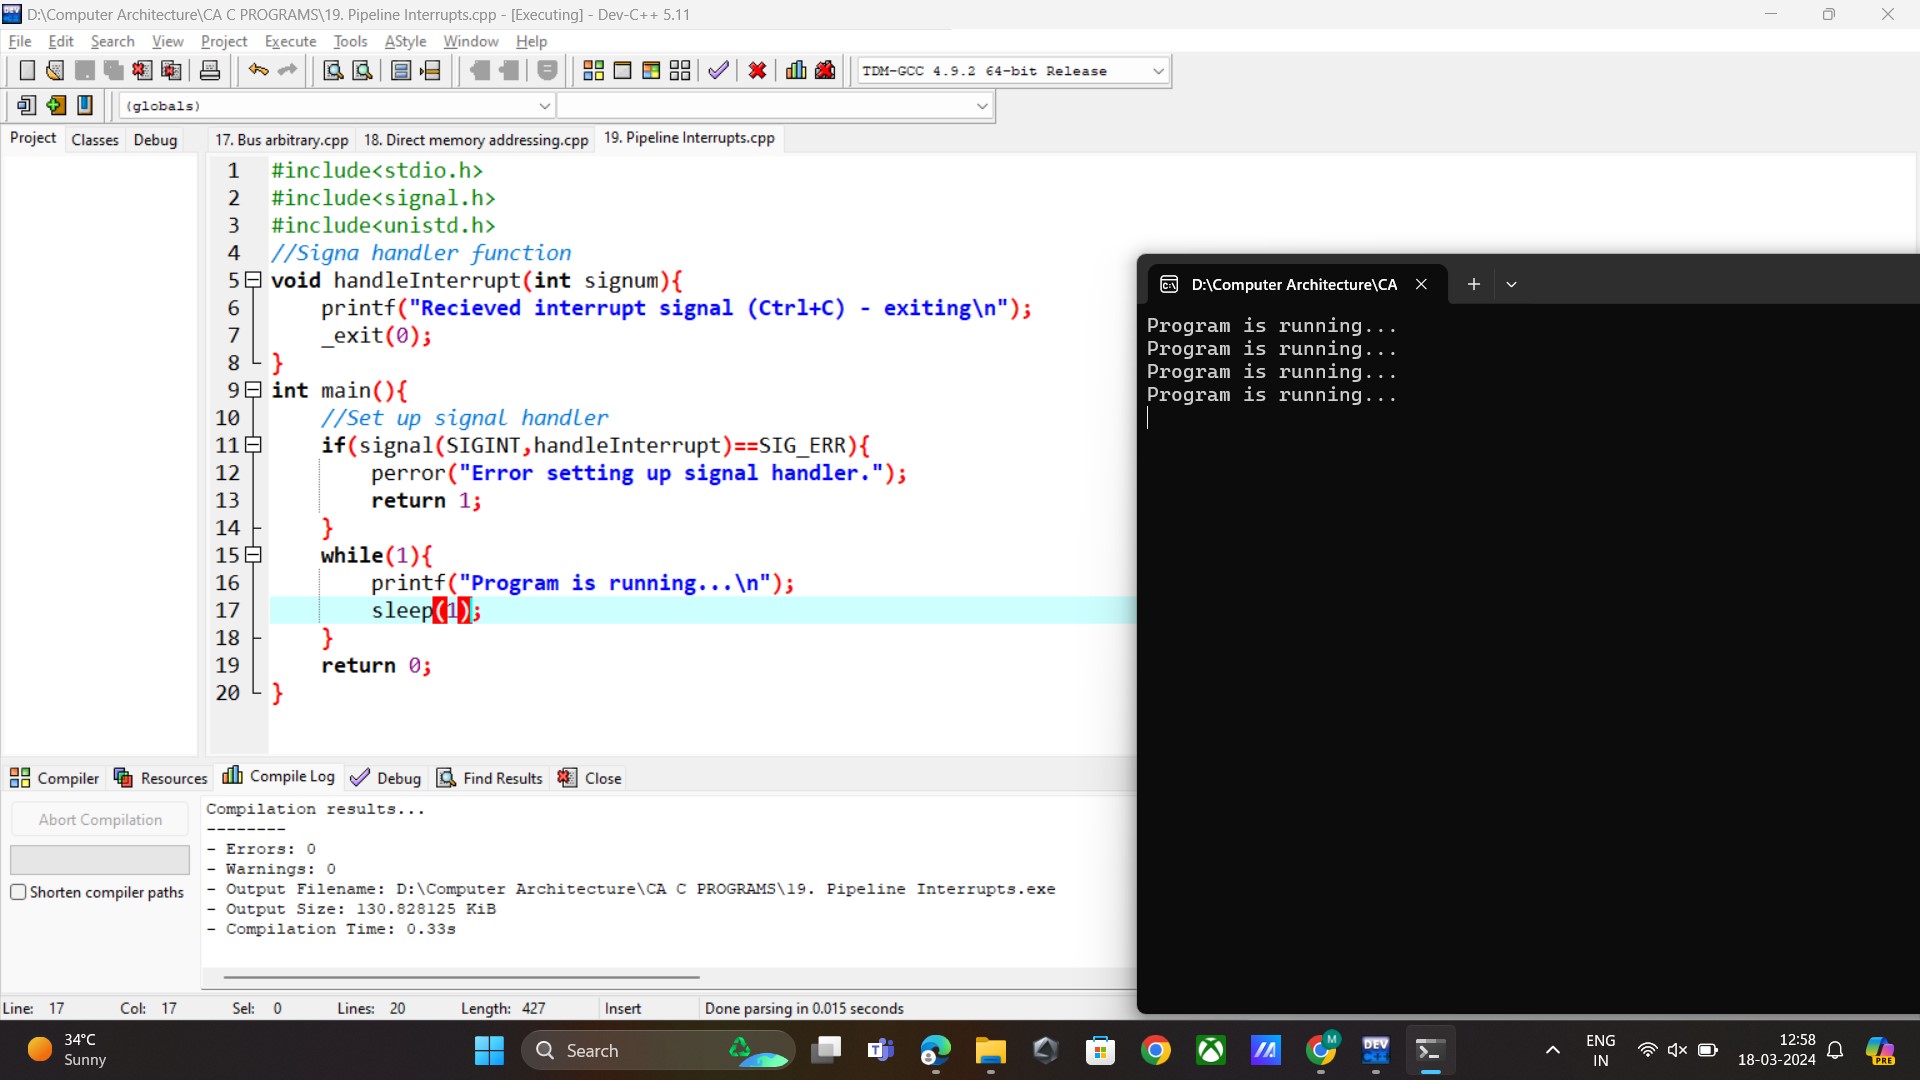 D:\Computer Architecture\CA C PROGRAMS\19. Pipeline Interrupts.cpp - [Executing] - Dev-C++ 5.11
File Edit Search View Project Execute Tools AStyle Window Help
TDM-GCC 4.9.2 64-bit Release
(globals)
Project Classes Debug
17. Bus arbitrary.cpp 18. Direct memory addressing.cpp 19. Pipeline Interrupts.cpp
1 #include<stdio.h>
2 #include<signal.h>
3 #include<unistd.h>
4 //Signa handler function
5 void handleInterrupt(int signum){
6 printf("Recieved interrupt signal (Ctrl+C) - exiting\n");
7 _exit(0);
8 }
9 int main(){
10 //Set up signal handler
11 if(signal(SIGINT,handleInterrupt)==SIG_ERR){
12 perror("Error setting up signal handler.");
13 return 1;
14 }
15 while(1){
16 printf("Program is running...\n");
17 sleep(1);
18 }
19 return 0;
20 }
D:\Computer Architecture\CA
Program is running...
Program is running...
Program is running...
Program is running...
Compiler Resources Compile Log Debug Find Results Close
Abort Compilation
Shorten compiler paths
Compilation results...
--------
- Errors: 0
- Warnings: 0
- Output Filename: D:\Computer Architecture\CA C PROGRAMS\19. Pipeline Interrupts.exe
- Output Size: 130.828125 KiB
- Compilation Time: 0.33s
Line: 17 Col: 17 Sel: 0 Lines: 20 Length: 427 Insert Done parsing in 0.015 seconds
34°C
Sunny
Search
DEV
M
ENG
IN
12:58
18-03-2024
PRE